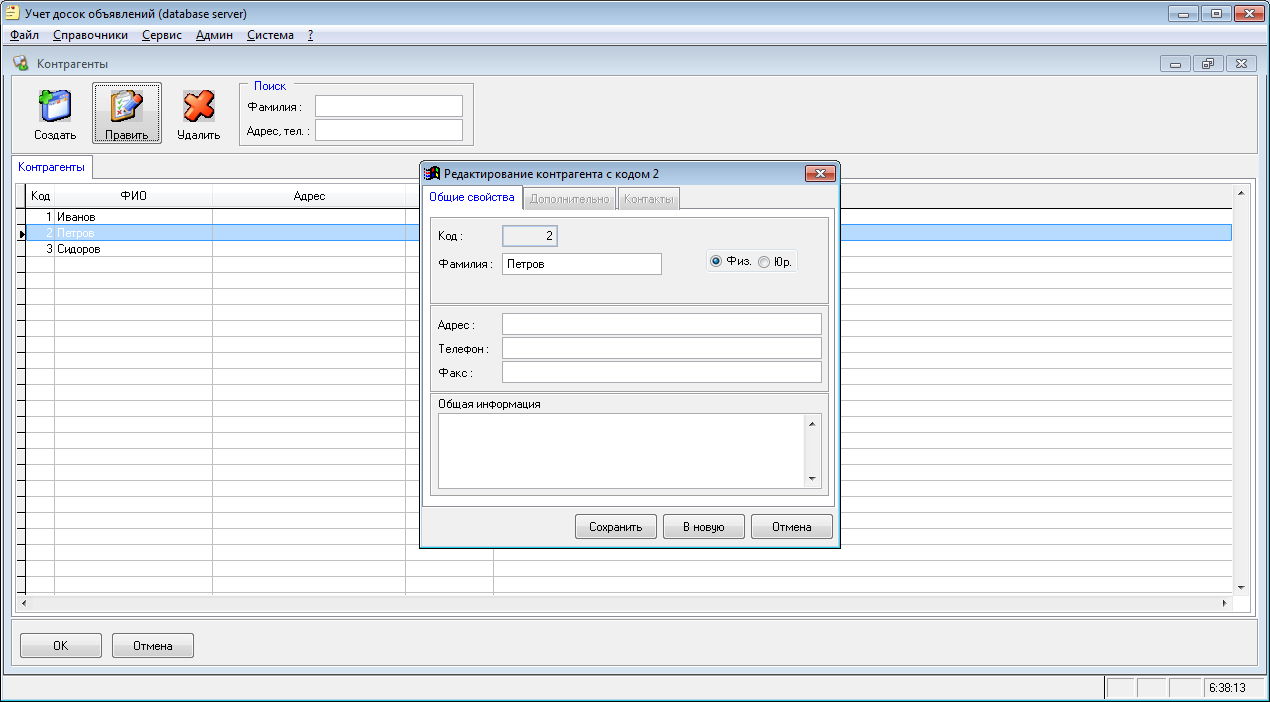 Учет досок объявлений (database server)
Файл Справочники Сервис Админ Система ?
Контрагенты
Создать Править Удалить
Поиск
Фамилия :
Адрес, тел. :
Контрагенты
Код ФИО Адрес
1 Иванов
2 Петров
3 Сидоров
Редактирование контрагента с кодом 2
Общие свойства Дополнительно Контакты
Код : 2
Фамилия : Петров Физ. Юр.
Адрес :
Телефон :
Факс :
Общая информация
Сохранить В новую Отмена
OK Отмена
6:38:13